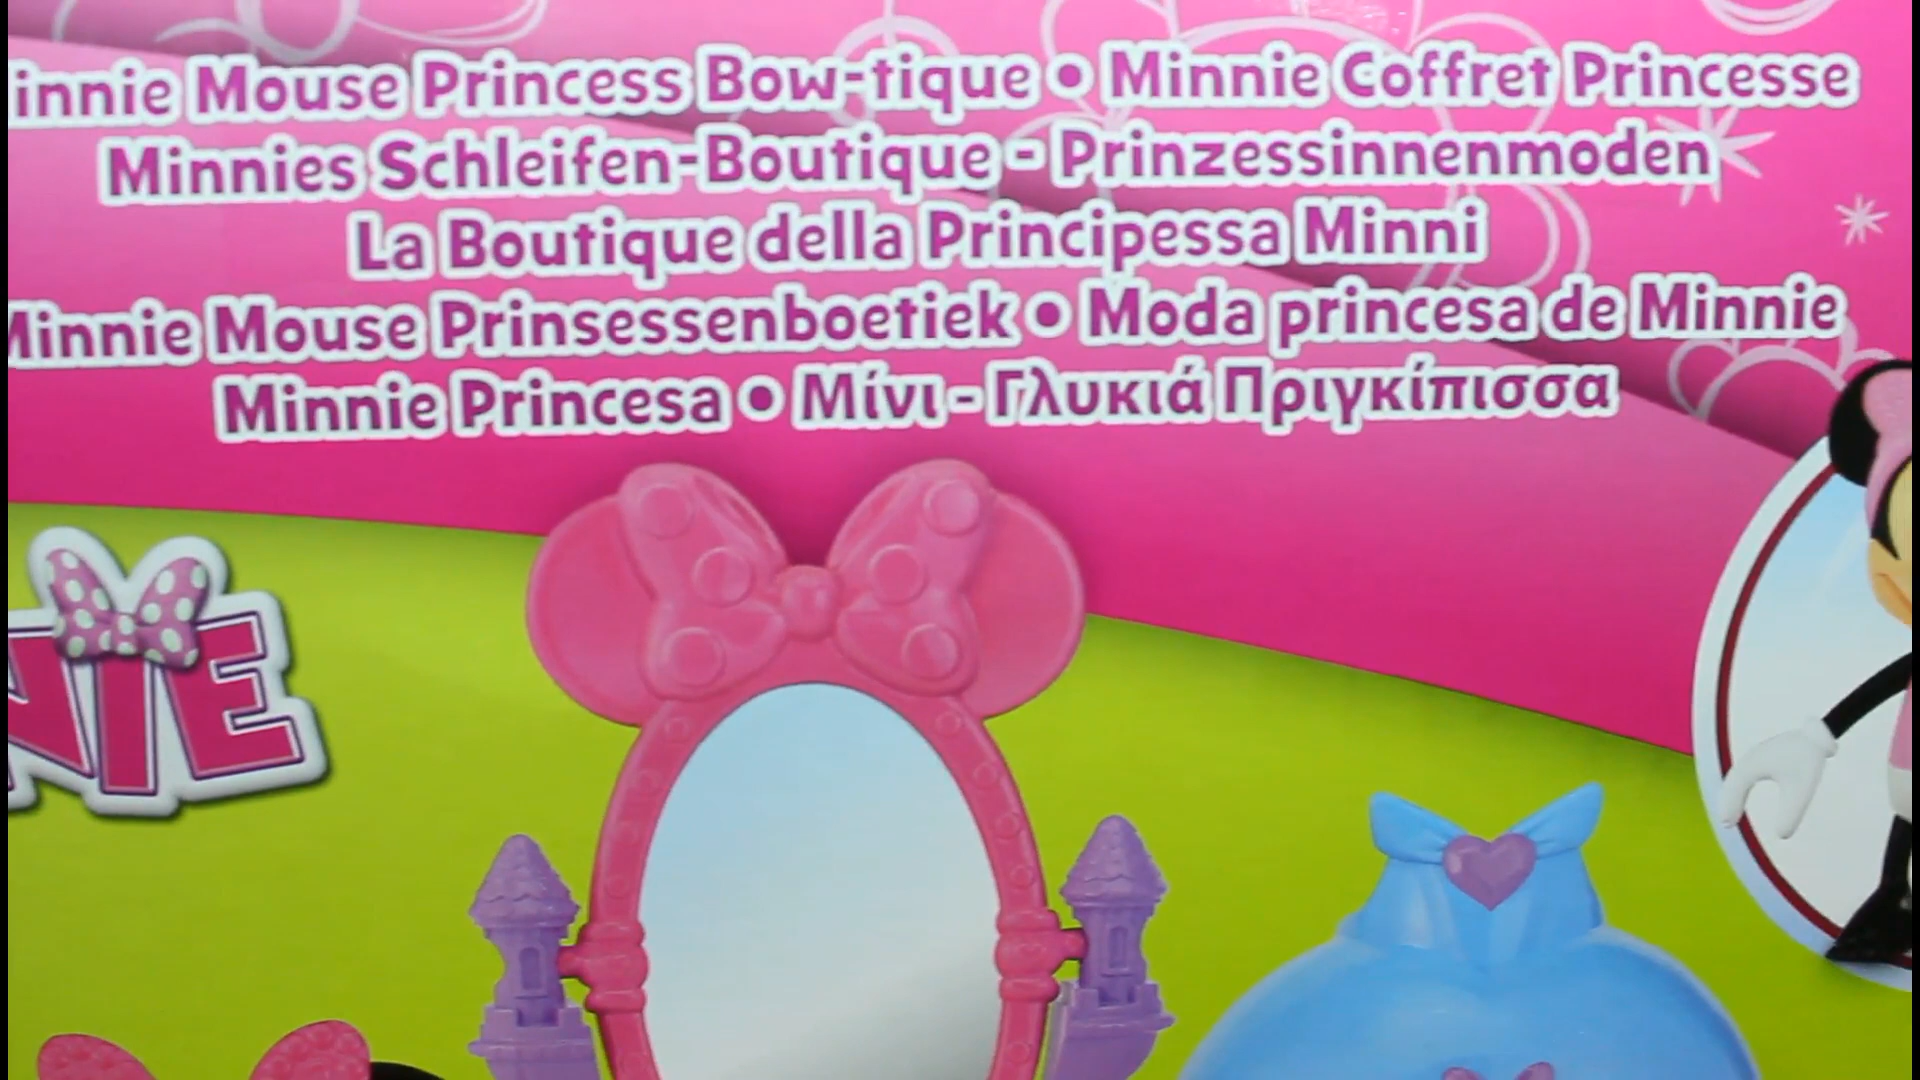 innie Mouse Princess Bow-tique • Minnie Coffret Princesse
Minnies Schleifen-Boutique - Prinzessinnenmoden
La Boutique della Principessa Minni
Minnie Mouse Prinsessenboetiek • Moda princesa de Minnie
Minnie Princesa • Μίνι - Γλυκιά Πριγκίπισσα
NIE